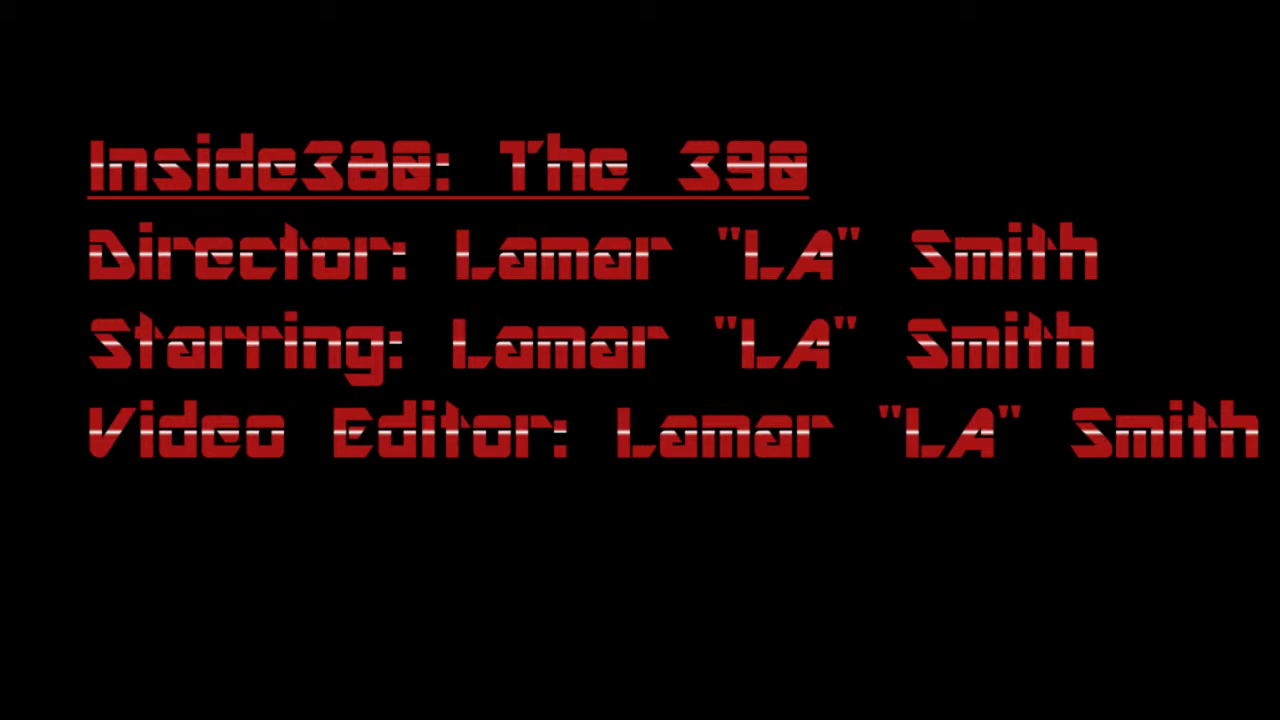 Inside380: The 390
Director: Lamar "LA" Smith
Starring: Lamar "LA" Smith
Video Editor: Lamar "LA" Smith